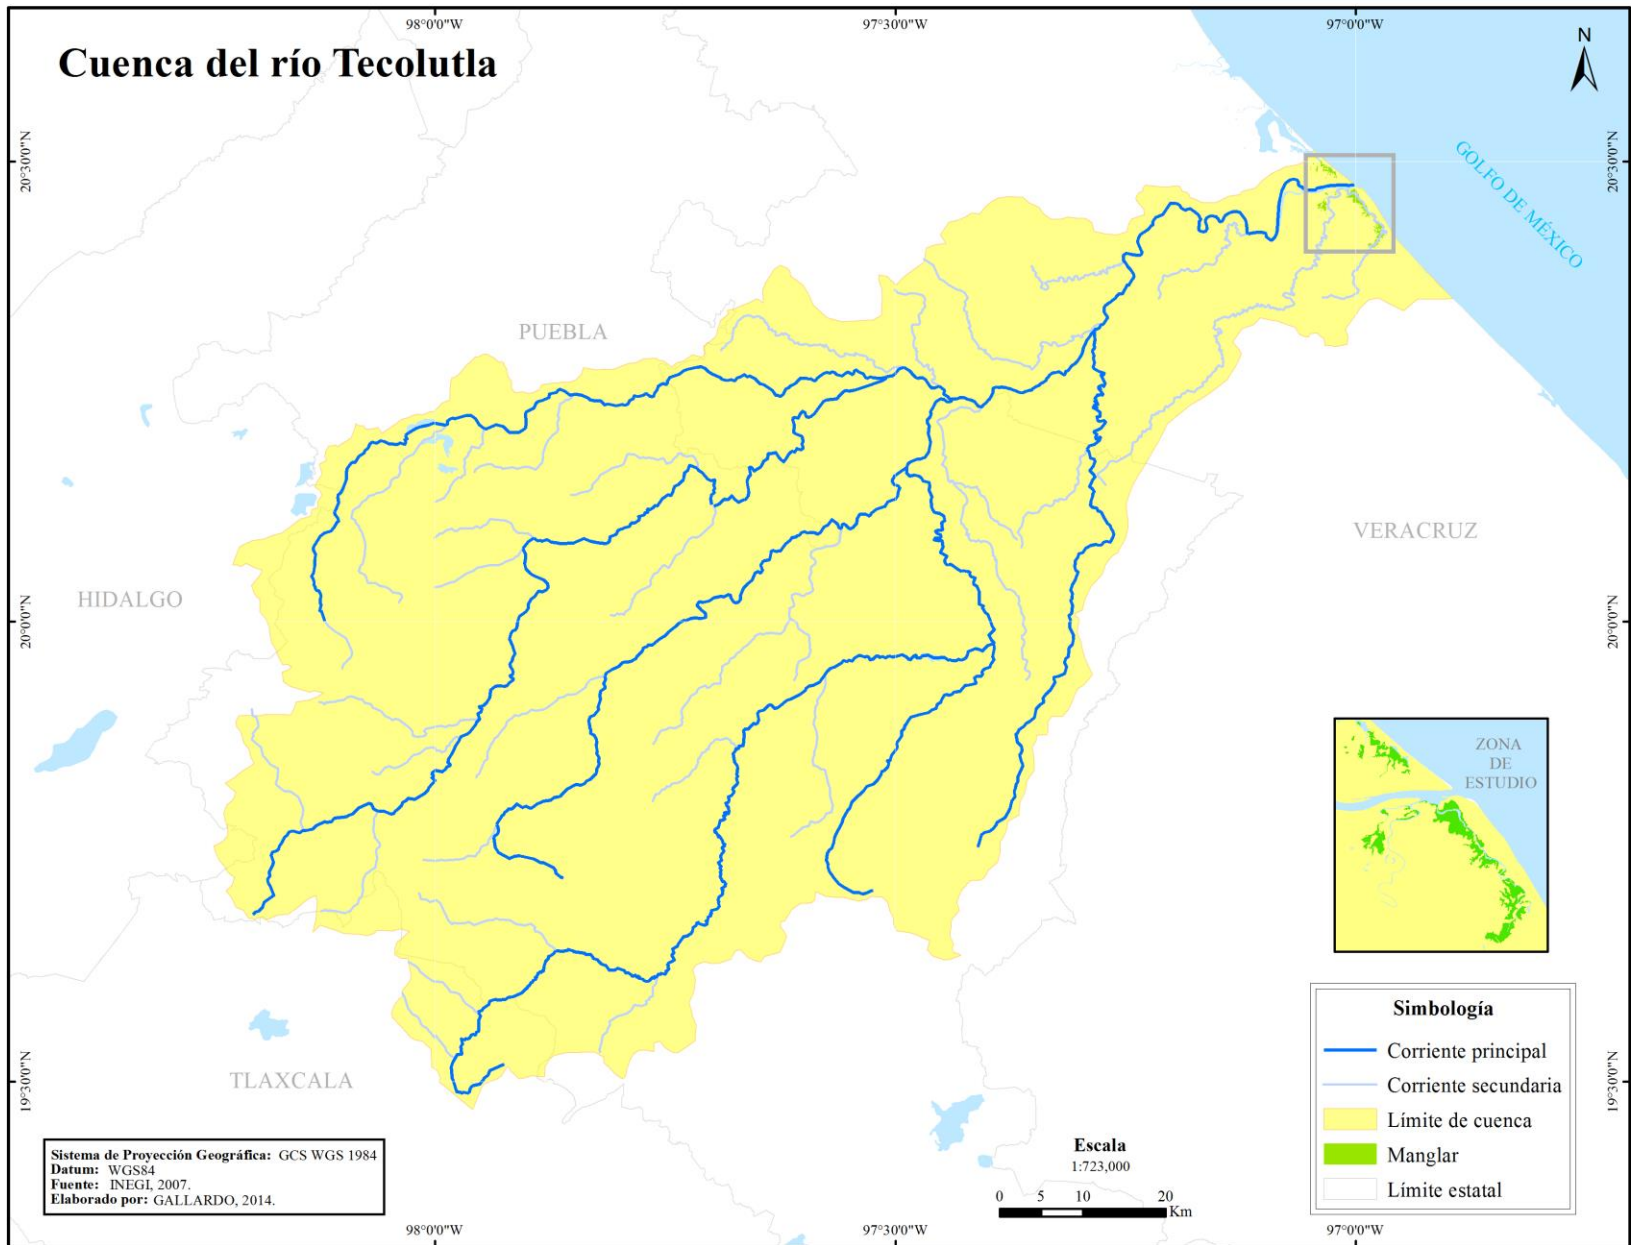 98°0'0"W
97°30'0"W
97°0'0"W
Cuenca del río Tecolutla
N
20°30'0"N
20°30'0"N
GOLFO DE MÉXICO
PUEBLA
VERACRUZ
HIDALGO
20°0'0"N
20°0'0"N
ZONA
DE
ESTUDIO
Simbología
Corriente principal
Corriente secundaria
Límite de cuenca
Manglar
Límite estatal
TLAXCALA
19°30'0"N
19°30'0"N
Sistema de Proyección Geográfica: GCS WGS 1984
Datum: WGS84
Fuente: INEGI, 2007.
Elaborado por: GALLARDO, 2014.
Escala
1:723,000
0 5 10 20
Km
98°0'0"W
97°30'0"W
97°0'0"W